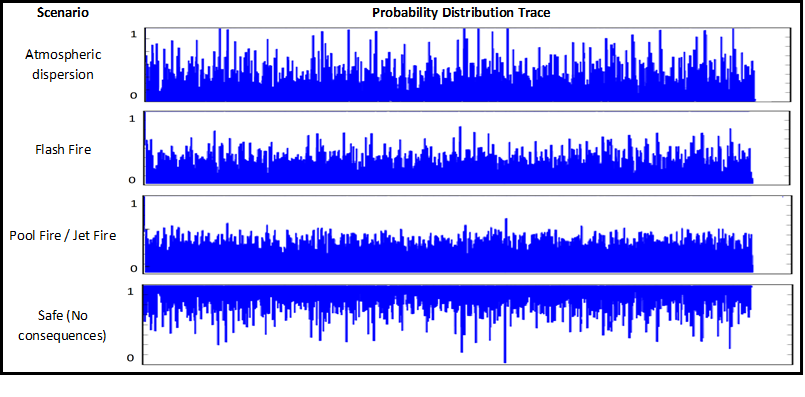 Scenario
Probability Distribution Trace
Atmospheric
dispersion
1
0
Flash Fire
1
0
Pool Fire / Jet Fire
1
0
Safe (No
consequences)
1
0